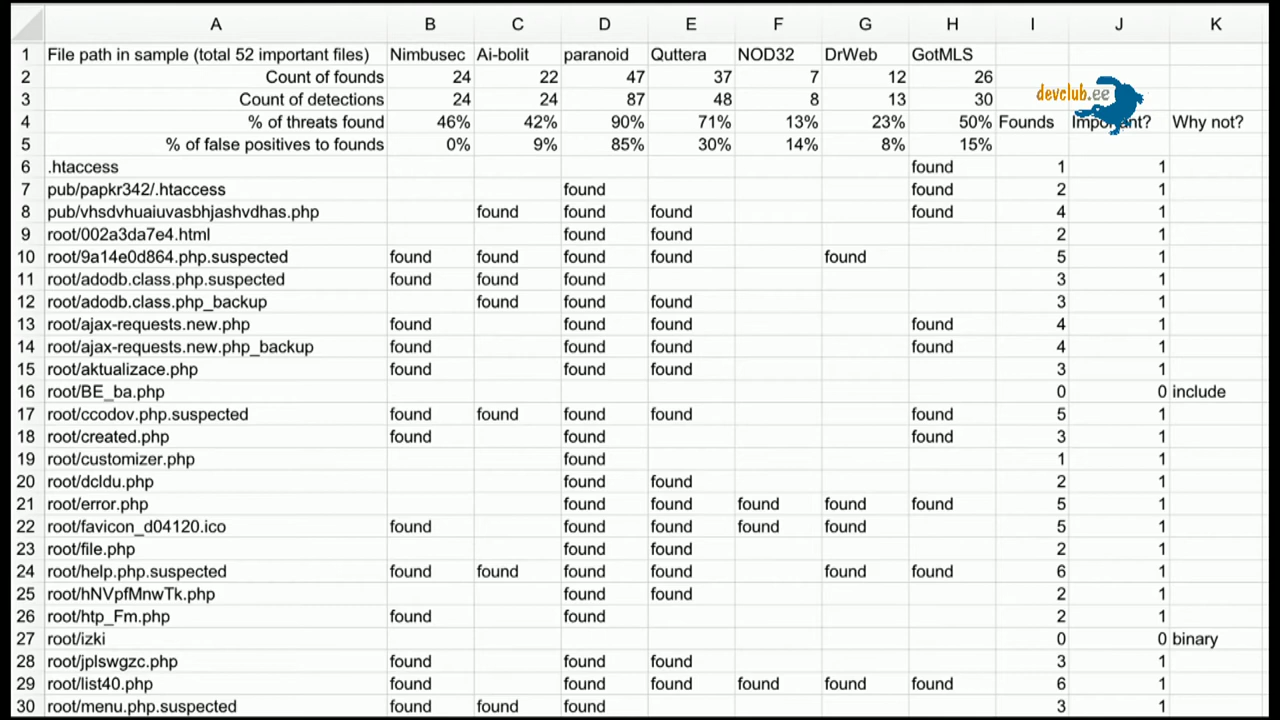 A B C D E F G H I J K
1 File path in sample (total 52 important files) Nimbusec Ai-bolit paranoid Quttera NOD32 DrWeb GotMLS
2 Count of founds 24 22 47 37 7 12 26
3 Count of detections 24 24 87 48 8 13 30
devclub.ee
4 % of threats found 46% 42% 90% 71% 13% 23% 50% Founds Important? Why not?
5 % of false positives to founds 0% 9% 85% 30% 14% 8% 15%
6 .htaccess found 1 1
7 pub/papkr342/.htaccess found found 2 1
8 pub/vhsdvhuaiuvasbhjashvdhas.php found found found found 4 1
9 root/002a3da7e4.html found found 2 1
10 root/9a14e0d864.php.suspected found found found found found 5 1
11 root/adodb.class.php.suspected found found found 3 1
12 root/adodb.class.php_backup found found found 3 1
13 root/ajax-requests.new.php found found found found 4 1
14 root/ajax-requests.new.php_backup found found found found 4 1
15 root/aktualizace.php found found found 3 1
16 root/BE_ba.php 0 0 include
17 root/ccodov.php.suspected found found found found found 5 1
18 root/created.php found found found 3 1
19 root/customizer.php found 1 1
20 root/dcldu.php found found 2 1
21 root/error.php found found found found found 5 1
22 root/favicon_d04120.ico found found found found found 5 1
23 root/file.php found found 2 1
24 root/help.php.suspected found found found found found found 6 1
25 root/hNVpfMnwTk.php found found 2 1
26 root/htp_Fm.php found found 2 1
27 root/izki 0 0 binary
28 root/jplswgzc.php found found found 3 1
29 root/list40.php found found found found found found 6 1
30 root/menu.php.suspected found found found 3 1